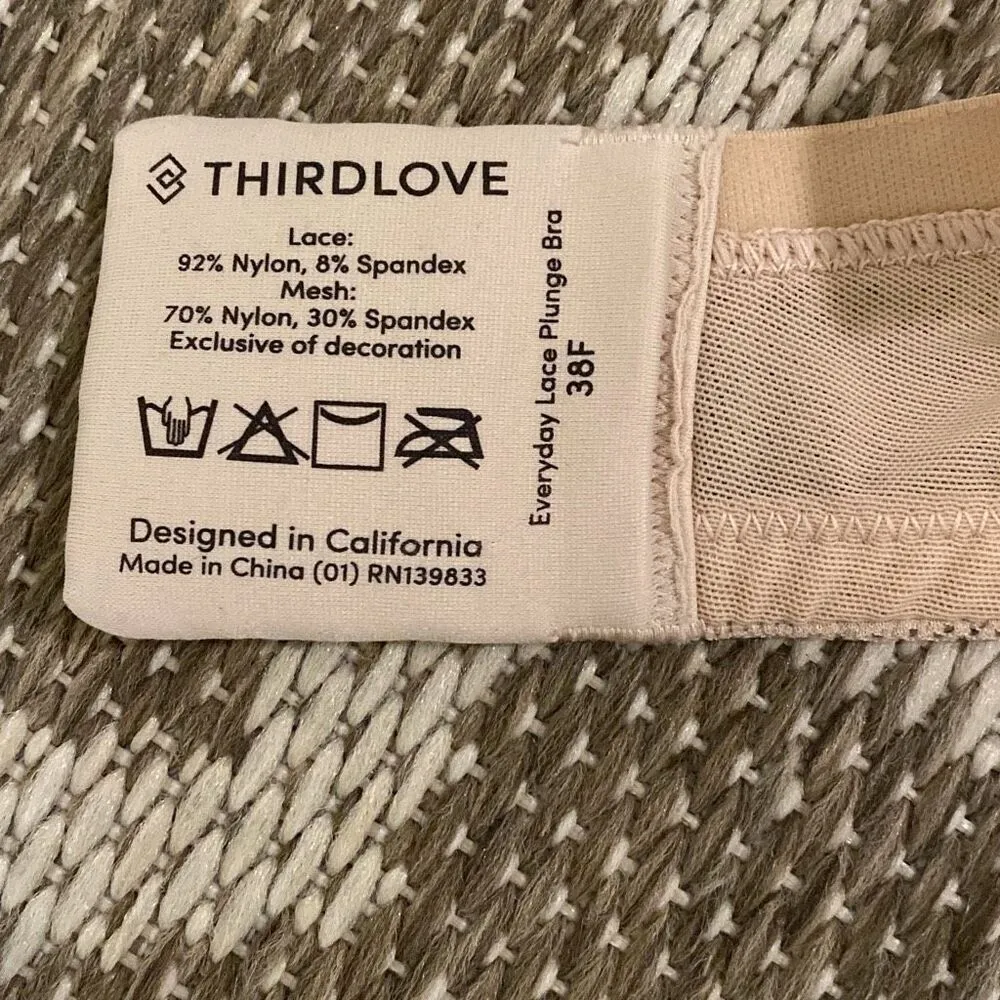 THIRDLOVE
Lace:
92% Nylon, 8% Spandex
Mesh:
70% Nylon, 30% Spandex
Exclusive of decoration
Designed in California
Made in China (01) RN139833
Everyday Lace Plunge Bra
38F